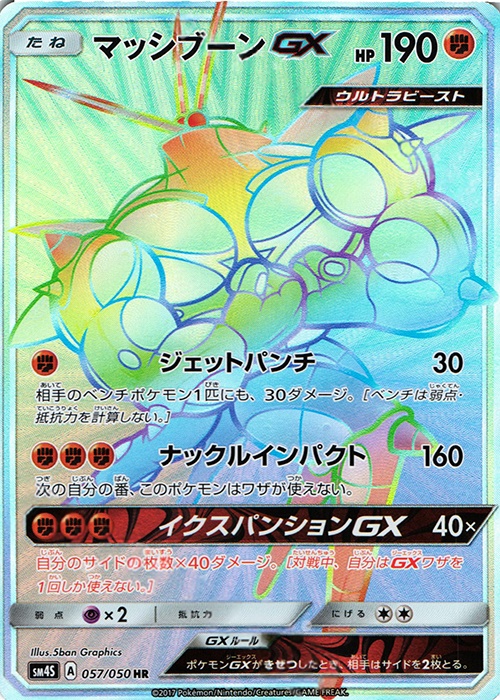 たね マッシブーンGX HP 190
ウルトラビースト
ジェットパンチ 30
相手のベンチポケモン1匹にも、30ダメージ。[ベンチは弱点・
抵抗力を計算しない。]
ナックルインパクト 160
次の自分の番、このポケモンはワザが使えない。
イクスパンションGX 40×
自分のサイドの枚数×40ダメージ。[対戦中、自分はGXワザを
1回しか使えない。]
弱点 ×2 抵抗力 にげる
Illus.5ban Graphics
GXルール
ポケモンGXがきぜつしたとき、相手はサイドを2枚とる。
SM4S A 057/050 HR
©2017 Pokémon/Nintendo/Creatures/GAME FREAK.